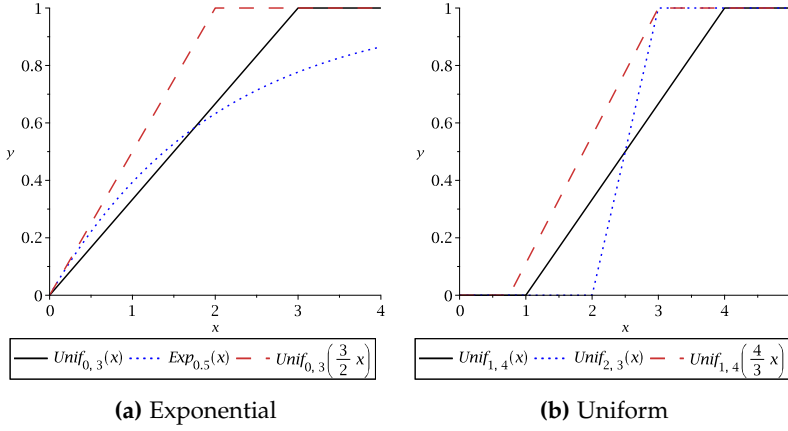 1
0.8
0.6
y
0.4
0.2
0
0 1 2 3 4
x
Unif0, 3(x) Exp0.5(x) Unif0, 3(3/2 x)
(a) Exponential
1
0.8
0.6
y
0.4
0.2
0
0 1 2 3 4
x
Unif1, 4(x) Unif2, 3(x) Unif1, 4(4/3 x)
(b) Uniform